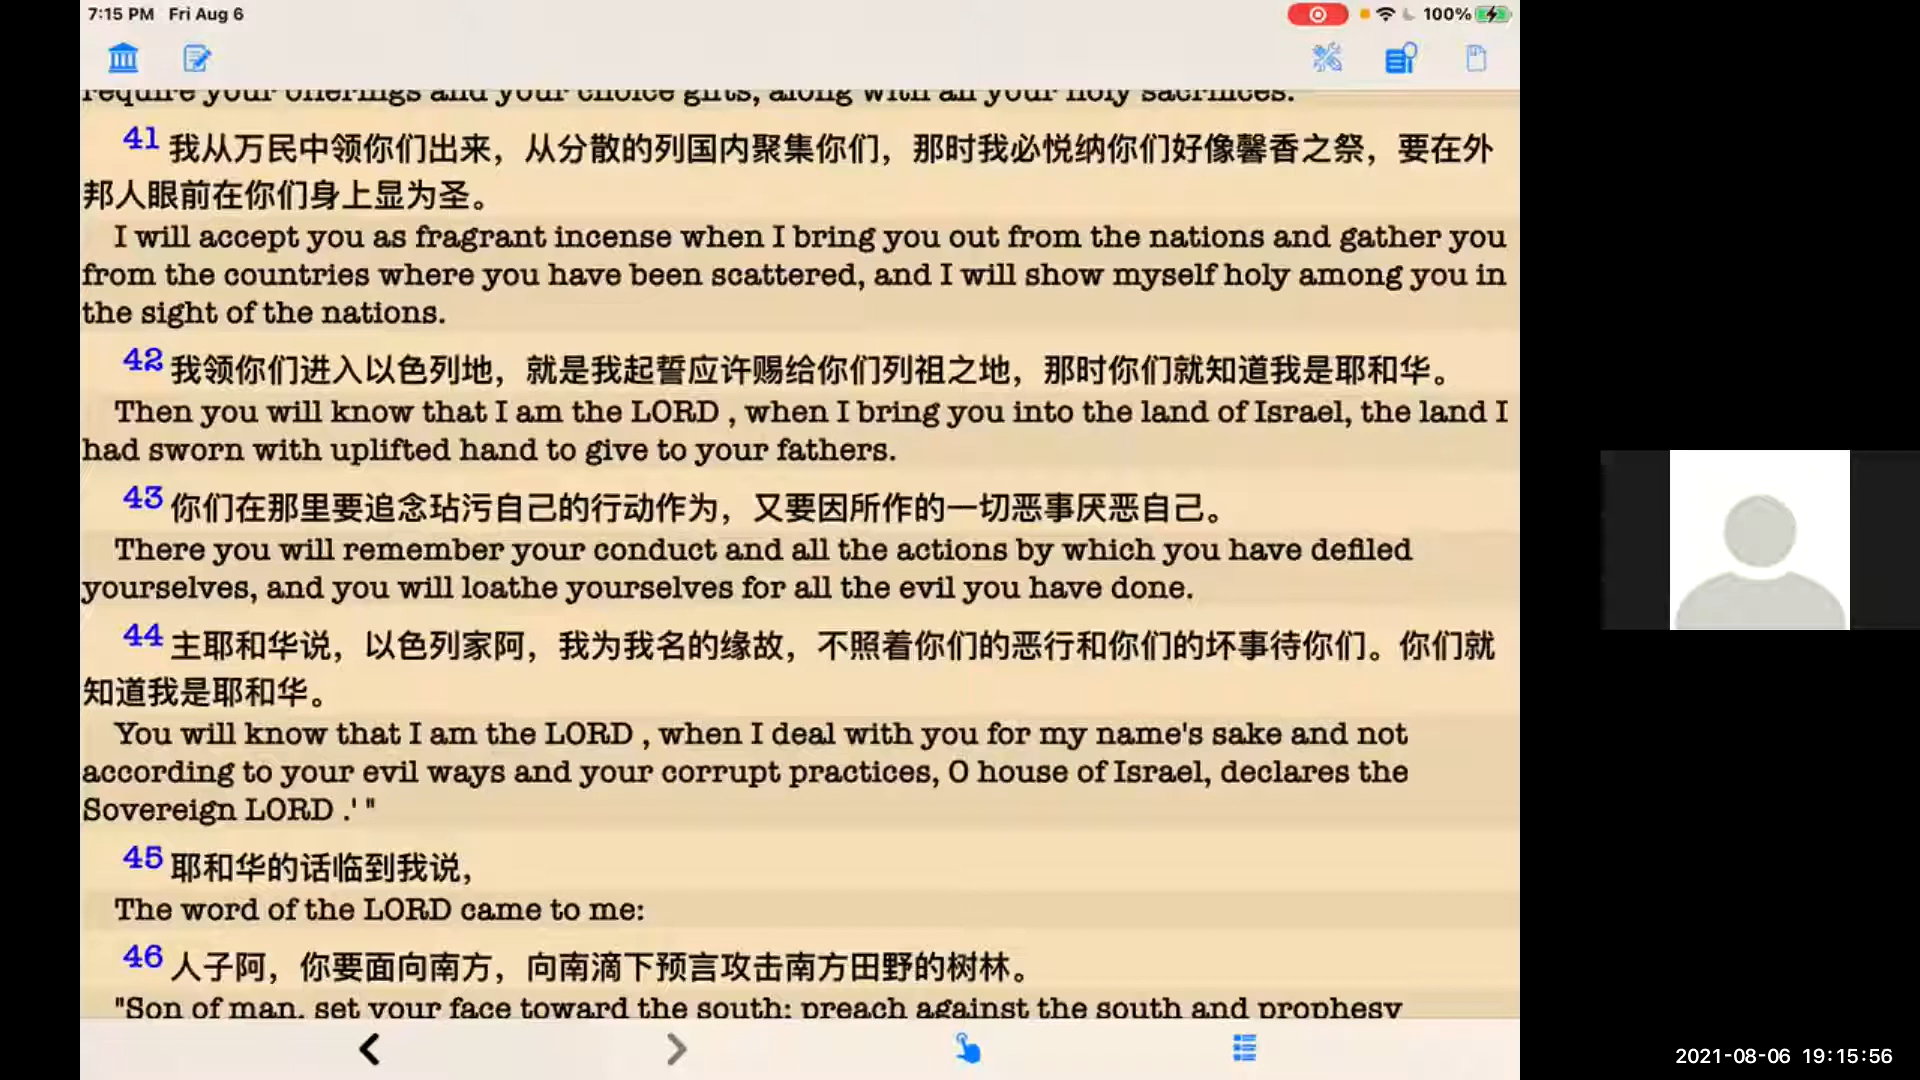 7:15 PM Fri Aug 6
100%
require your offerings and your choice gifts, along with all your holy sacrifices.
41 我从万民中领你们出来，从分散的列国内聚集你们，那时我必悦纳你们好像馨香之祭，要在外
邦人眼前在你们身上显为圣。
I will accept you as fragrant incense when I bring you out from the nations and gather you
from the countries where you have been scattered, and I will show myself holy among you in
the sight of the nations.
42 我领你们进入以色列地，就是我起誓应许赐给你们列祖之地，那时你们就知道我是耶和华。
Then you will know that I am the LORD , when I bring you into the land of Israel, the land I
had sworn with uplifted hand to give to your fathers.
43 你们在那里要追念玷污自己的行动作为，又要因所作的一切恶事厌恶自己。
There you will remember your conduct and all the actions by which you have defiled
yourselves, and you will loathe yourselves for all the evil you have done.
44 主耶和华说，以色列家阿，我为我名的缘故，不照着你们的恶行和你们的坏事待你们。你们就
知道我是耶和华。
You will know that I am the LORD , when I deal with you for my name's sake and not
according to your evil ways and your corrupt practices, O house of Israel, declares the
Sovereign LORD .' "
45 耶和华的话临到我说，
The word of the LORD came to me:
46 人子阿，你要面向南方，向南滴下预言攻击南方田野的树林。
"Son of man, set your face toward the south; preach against the south and prophesy
2021-08-06 19:15:56